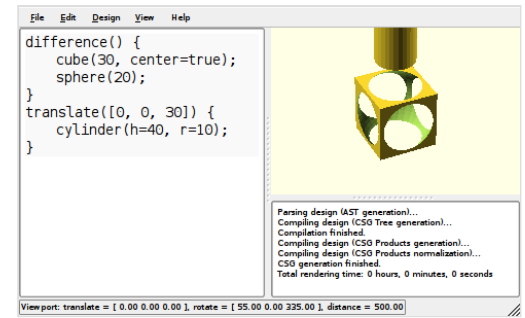 File Edit Design View Help
difference() {
    cube(30, center=true);
    sphere(20);
}
translate([0, 0, 30]) {
    cylinder(h=40, r=10);
}
Parsing design (AST generation)...
Compiling design (CSG Tree generation)...
Compilation finished.
Compiling design (CSG Products generation)...
Compiling design (CSG Products normalization)...
CSG generation finished.
Total rendering time: 0 hours, 0 minutes, 0 seconds
Viewport: translate = [ 0.00 0.00 0.00 ], rotate = [ 55.00 0.00 335.00 ], distance = 500.00